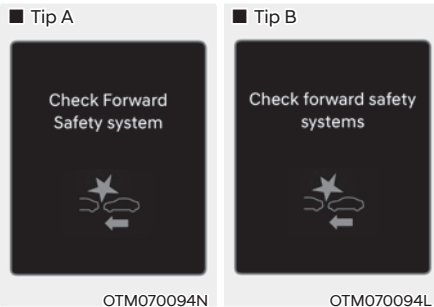 ■ Tip A
Check Forward
Safety system
OTM070094N
■ Tip B
Check forward safety
systems
OTM070094L